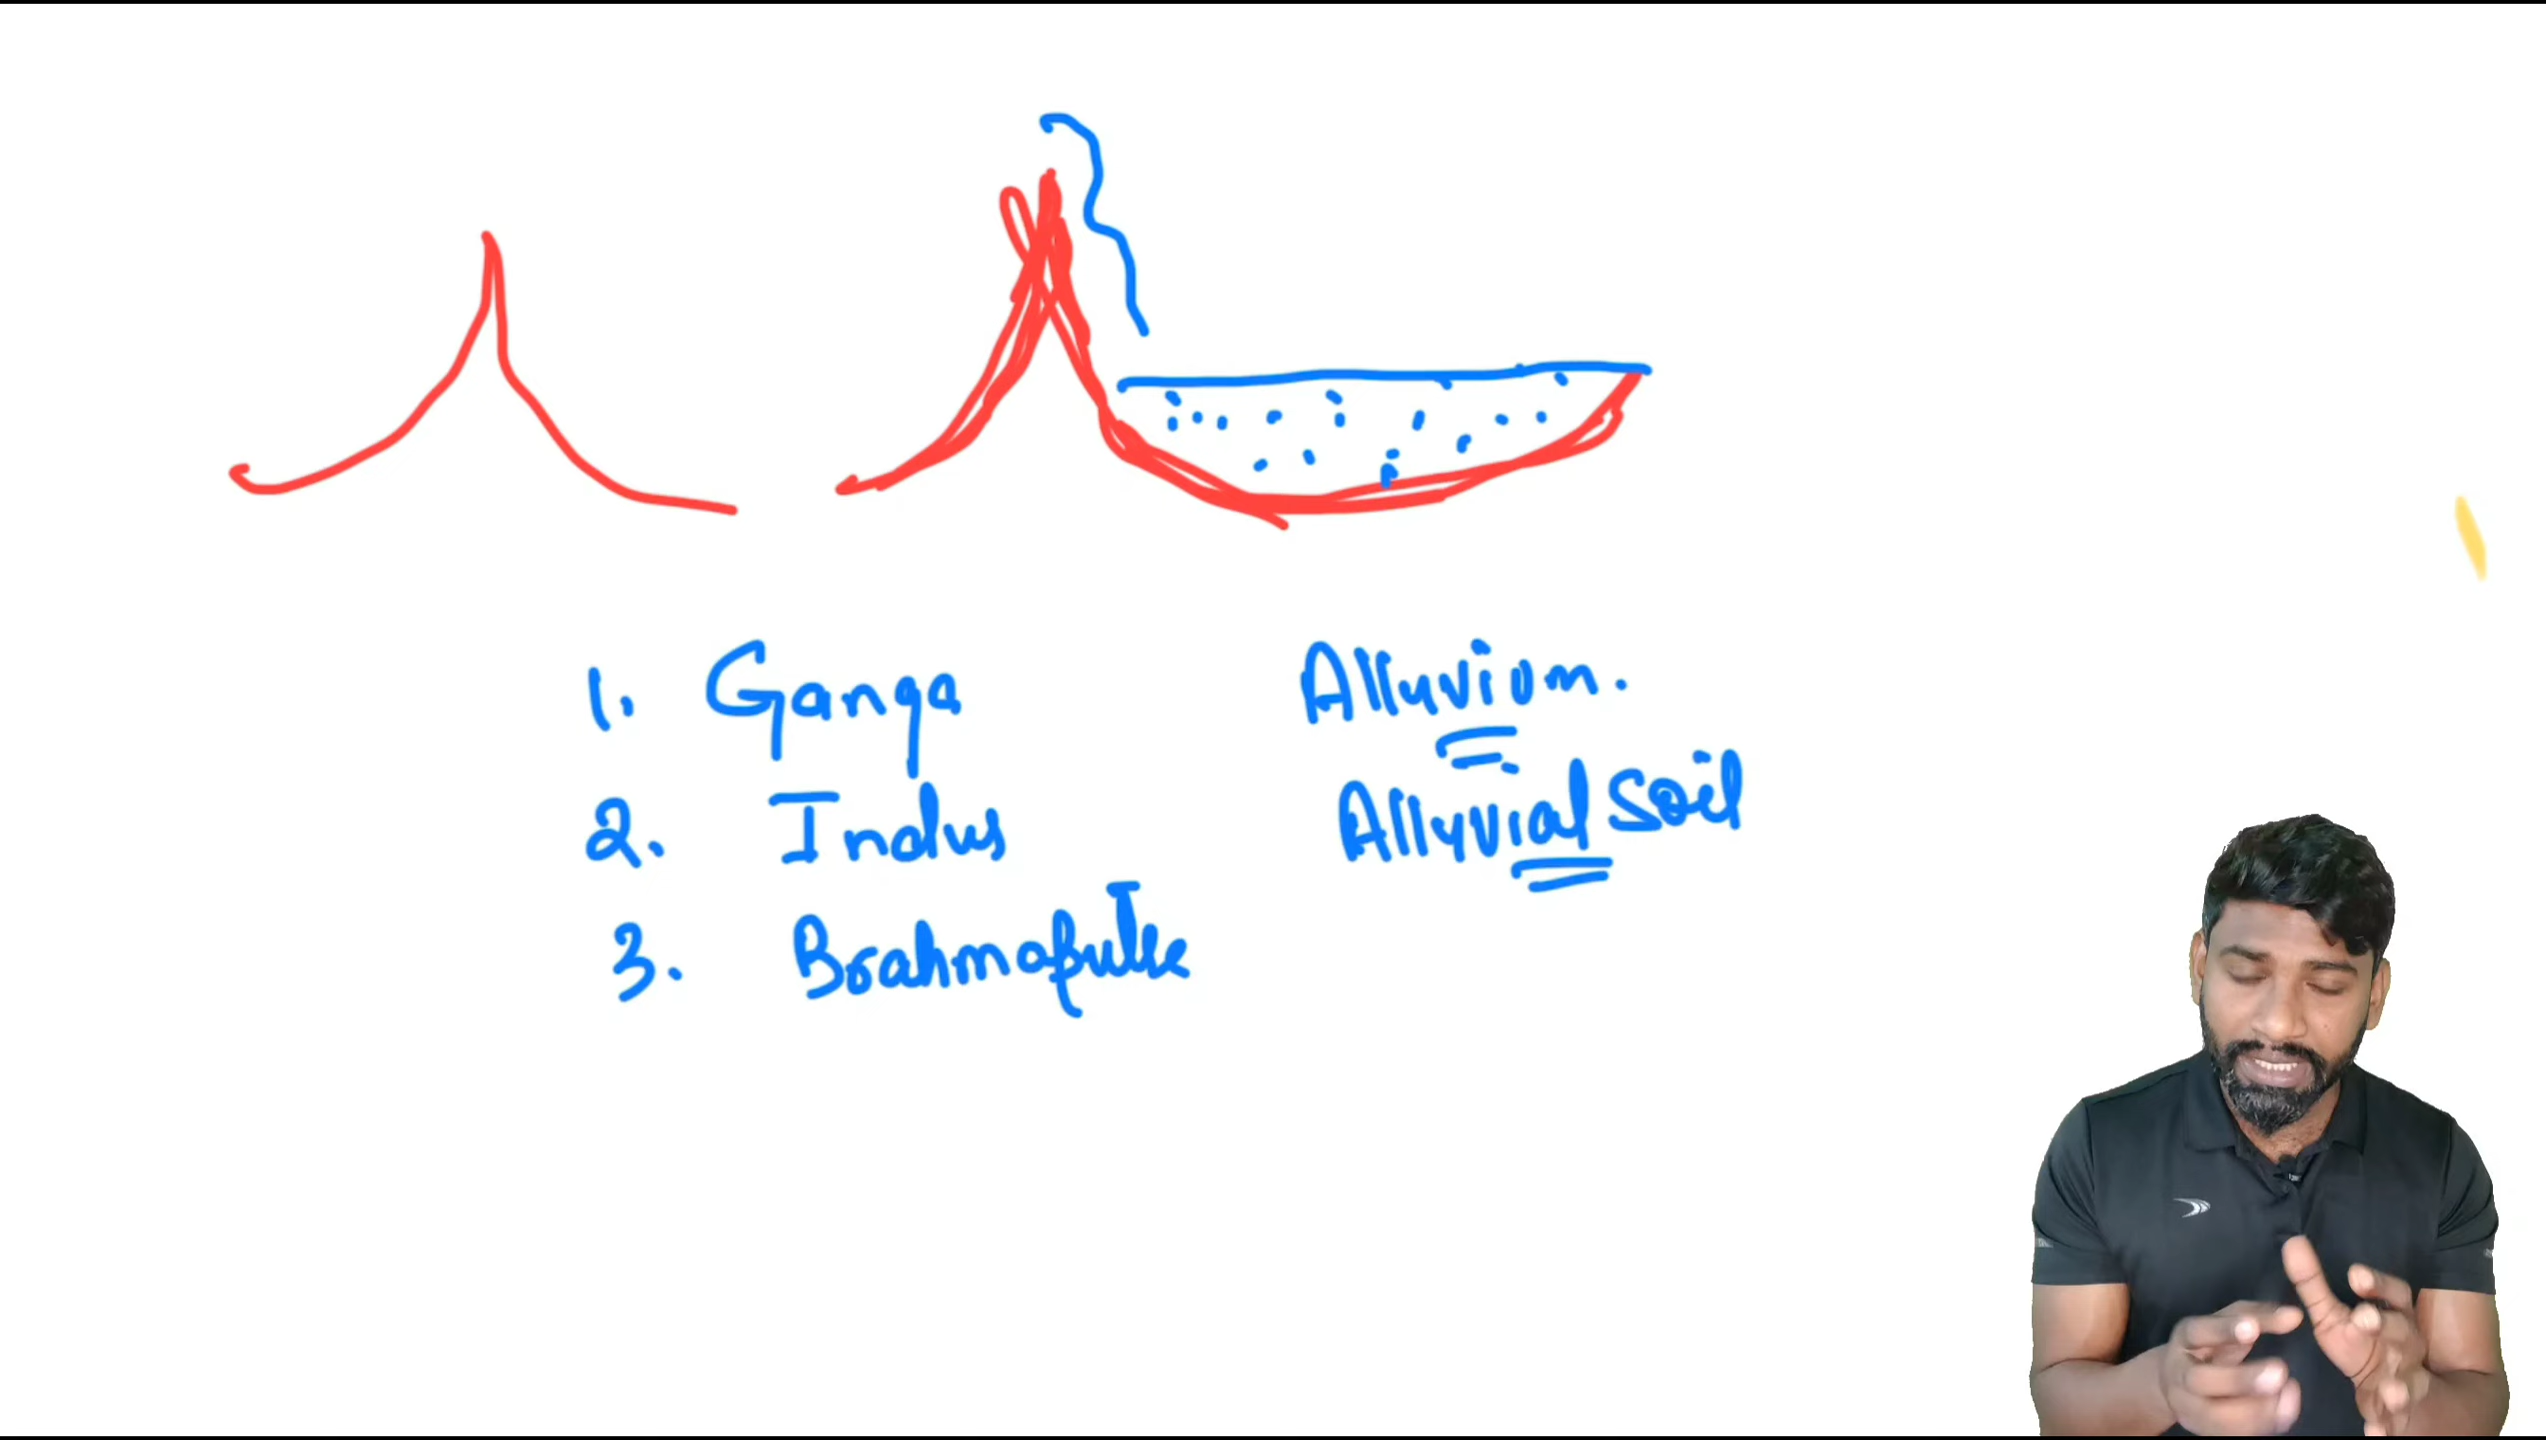 1. Ganga
Alluvium.
2. Indus
Alluvial Soil
3. Brahmaputra